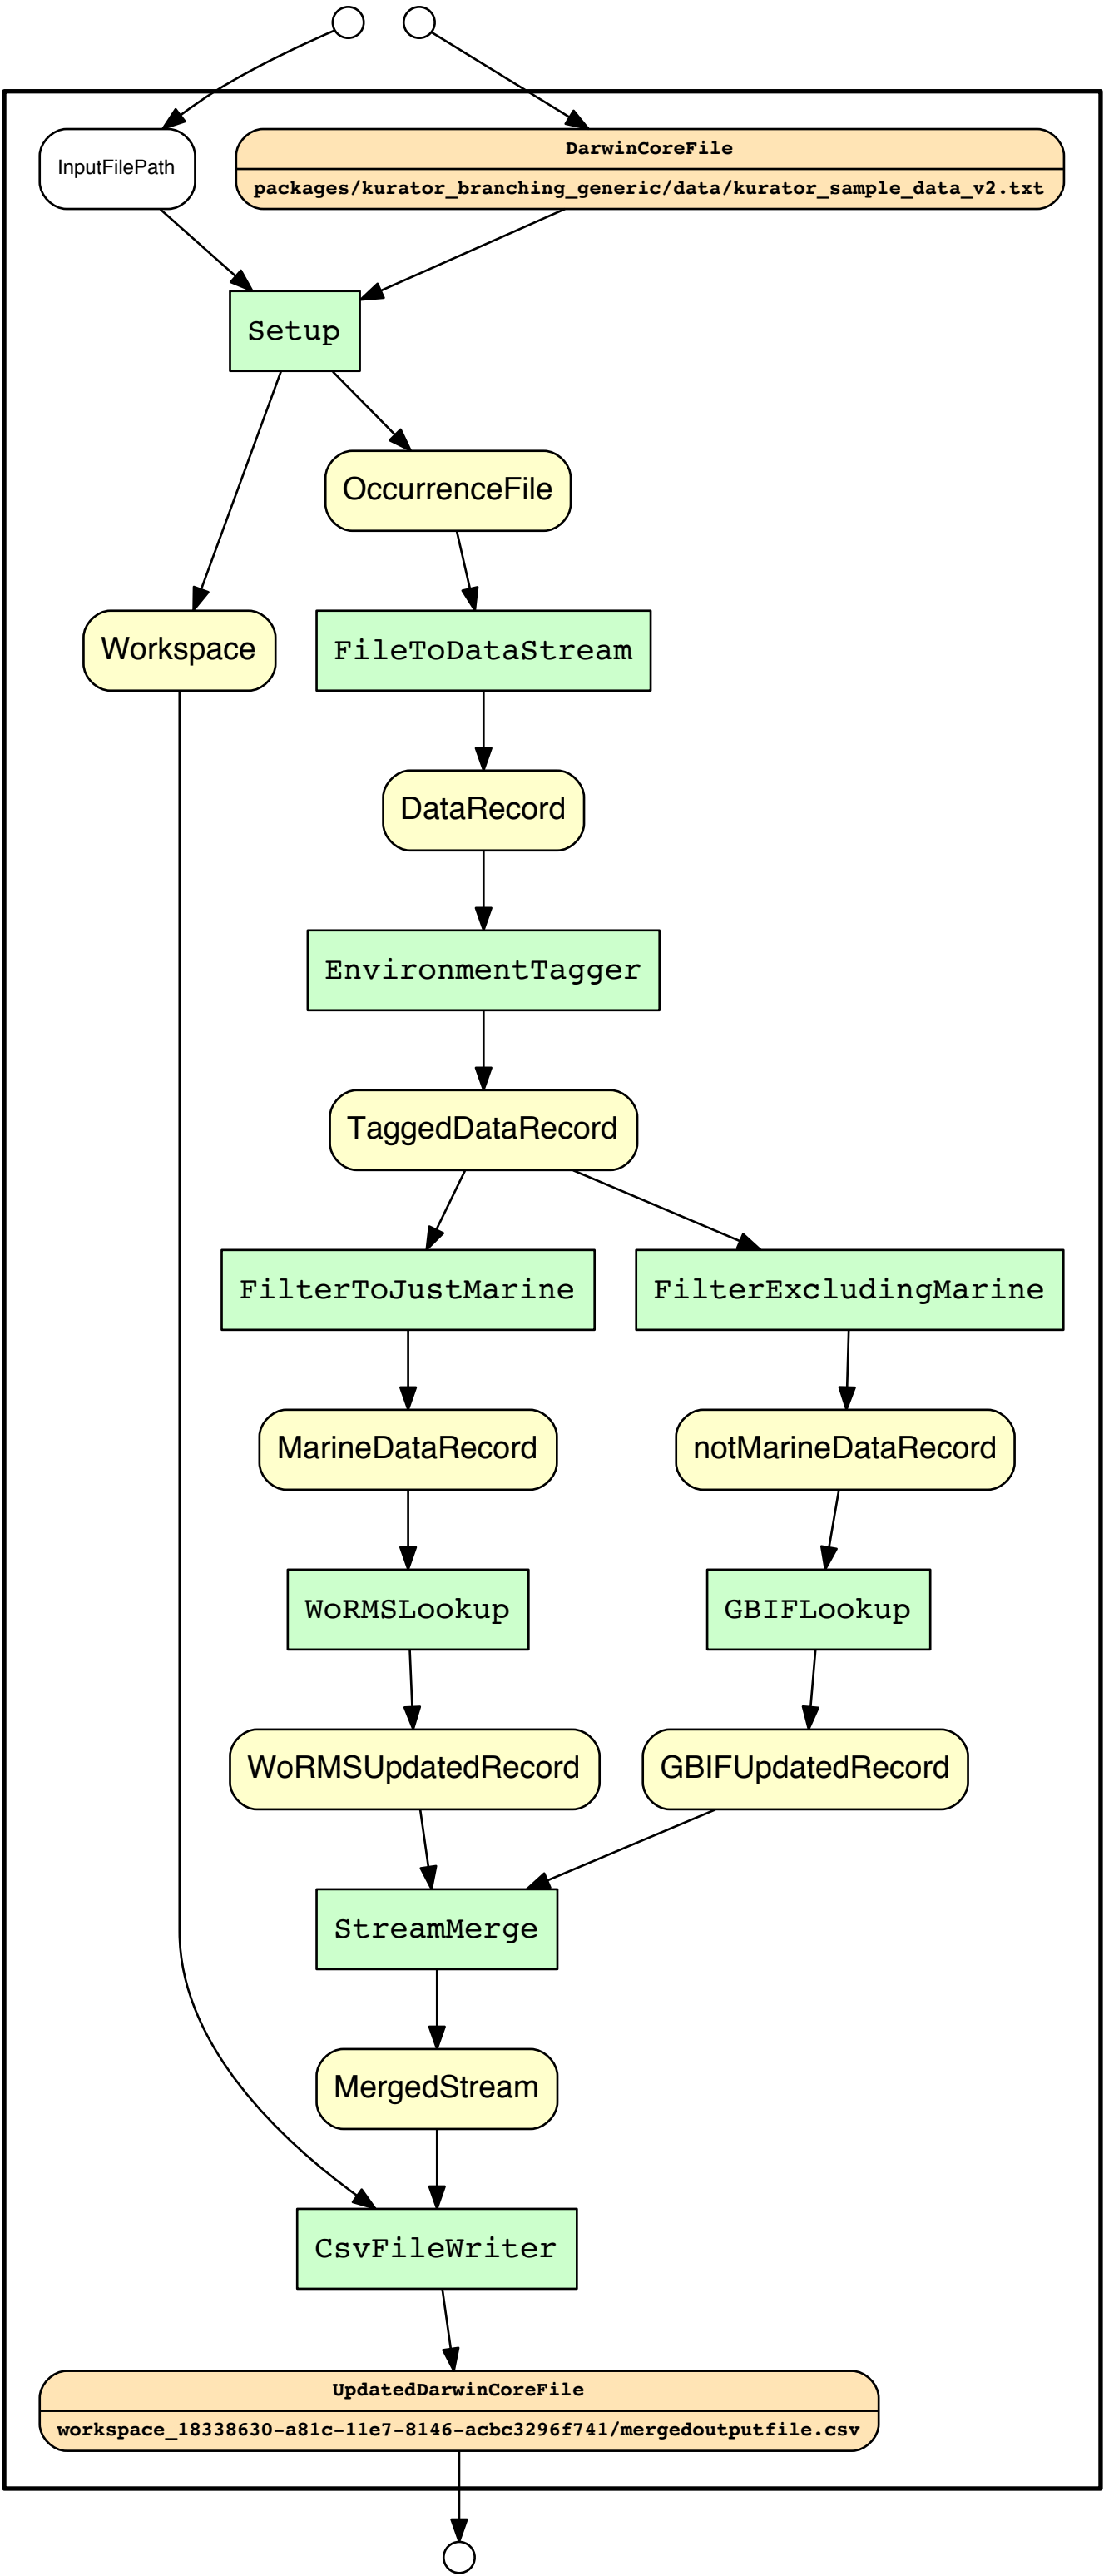 InputFilePath
DarwinCoreFile
packages/kurator_branching_generic/data/kurator_sample_data_v2.txt
Setup
OccurrenceFile
Workspace
FileToDataStream
DataRecord
EnvironmentTagger
TaggedDataRecord
FilterToJustMarine
FilterExcludingMarine
MarineDataRecord
notMarineDataRecord
WoRMSLookup
GBIFLookup
WoRMSUpdatedRecord
GBIFUpdatedRecord
StreamMerge
MergedStream
CsvFileWriter
UpdatedDarwinCoreFile
workspace_18338630-a81c-11e7-8146-acbc3296f741/mergedoutputfile.csv